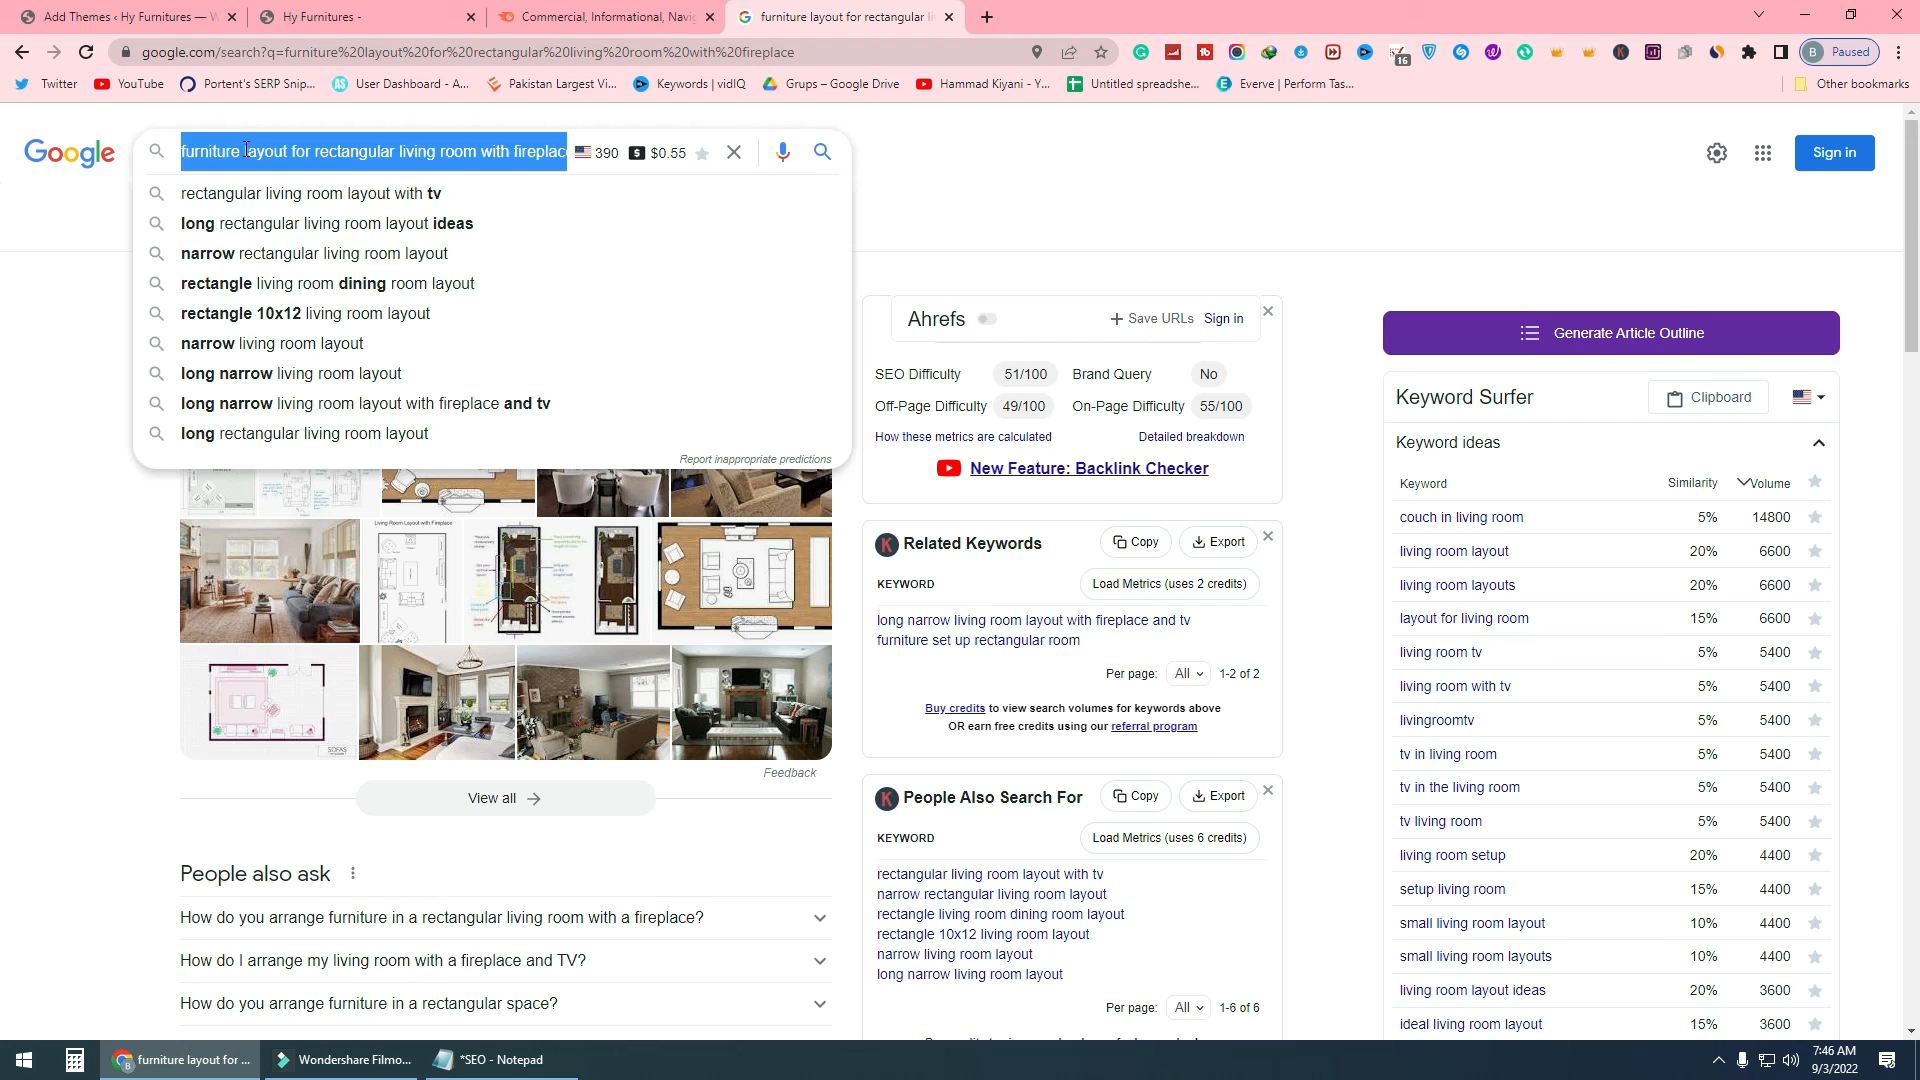 Add Themes ‹ Hy Furnitures — W
Hy Furnitures -
Commercial, Informational, Navig
furniture layout for rectangular li
google.com/search?q=furniture%20layout%20for%20rectangular%20living%20room%20with%20fireplace
16
B Paused
Twitter
YouTube
Portent's SERP Snip...
User Dashboard - A...
Pakistan Largest Vi...
Keywords | vidIQ
Grups – Google Drive
Hammad Kiyani - Y...
Untitled spreadshe...
Everve | Perform Tas...
Other bookmarks
Google
furniture layout for rectangular living room with fireplace
390
$ $0.55
Sign in
rectangular living room layout with tv
long rectangular living room layout ideas
narrow rectangular living room layout
rectangle living room dining room layout
rectangle 10x12 living room layout
narrow living room layout
long narrow living room layout
long narrow living room layout with fireplace and tv
long rectangular living room layout
Report inappropriate predictions
Living Room Layout with Fireplace
SOFAS
Feedback
View all
People also ask
How do you arrange furniture in a rectangular living room with a fireplace?
How do I arrange my living room with a fireplace and TV?
How do you arrange furniture in a rectangular space?
Ahrefs
Save URLs
Sign in
SEO Difficulty 51/100 Brand Query No
Off-Page Difficulty 49/100 On-Page Difficulty 55/100
How these metrics are calculated
Detailed breakdown
New Feature: Backlink Checker
K Related Keywords
Copy
Export
KEYWORD
Load Metrics (uses 2 credits)
long narrow living room layout with fireplace and tv
furniture set up rectangular room
Per page: All 1-2 of 2
Buy credits to view search volumes for keywords above
OR earn free credits using our referral program
K People Also Search For
Copy
Export
KEYWORD
Load Metrics (uses 6 credits)
rectangular living room layout with tv
narrow rectangular living room layout
rectangle living room dining room layout
rectangle 10x12 living room layout
narrow living room layout
long narrow living room layout
Per page: All 1-6 of 6
Generate Article Outline
Keyword Surfer
Clipboard
Keyword ideas
Keyword Similarity Volume
couch in living room 5% 14800
living room layout 20% 6600
living room layouts 20% 6600
layout for living room 15% 6600
living room tv 5% 5400
living room with tv 5% 5400
livingroomtv 5% 5400
tv in living room 5% 5400
tv in the living room 5% 5400
tv living room 5% 5400
living room setup 20% 4400
setup living room 15% 4400
small living room layout 10% 4400
small living room layouts 10% 4400
living room layout ideas 20% 3600
ideal living room layout 15% 3600
furniture layout for ...
Wondershare Filmo...
*SEO - Notepad
7:46 AM
9/3/2022